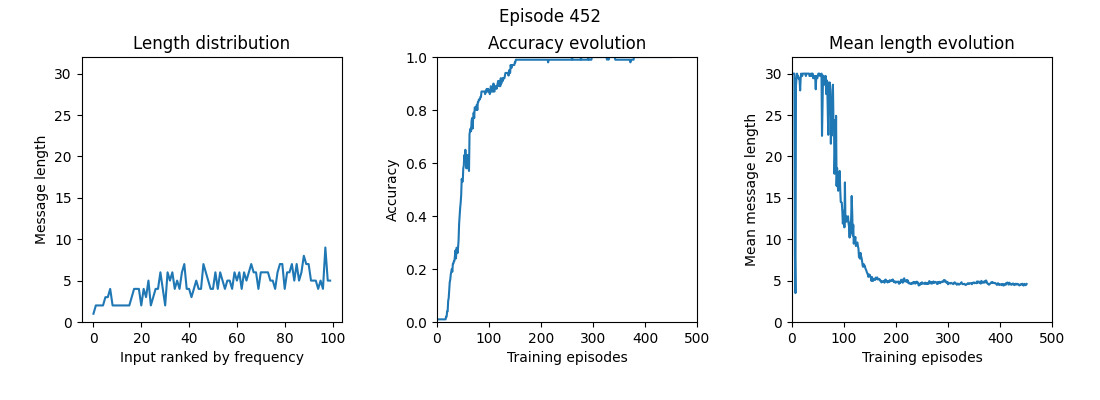 Episode 452
Length distribution
30
25
20
15
10
5
0
Message length
0 20 40 60 80 100
Input ranked by frequency
Accuracy evolution
1.0
0.8
0.6
0.4
0.2
0.0
Accuracy
0 100 200 300 400 500
Training episodes
Mean length evolution
30
25
20
15
10
5
0
Mean message length
0 100 200 300 400 500
Training episodes